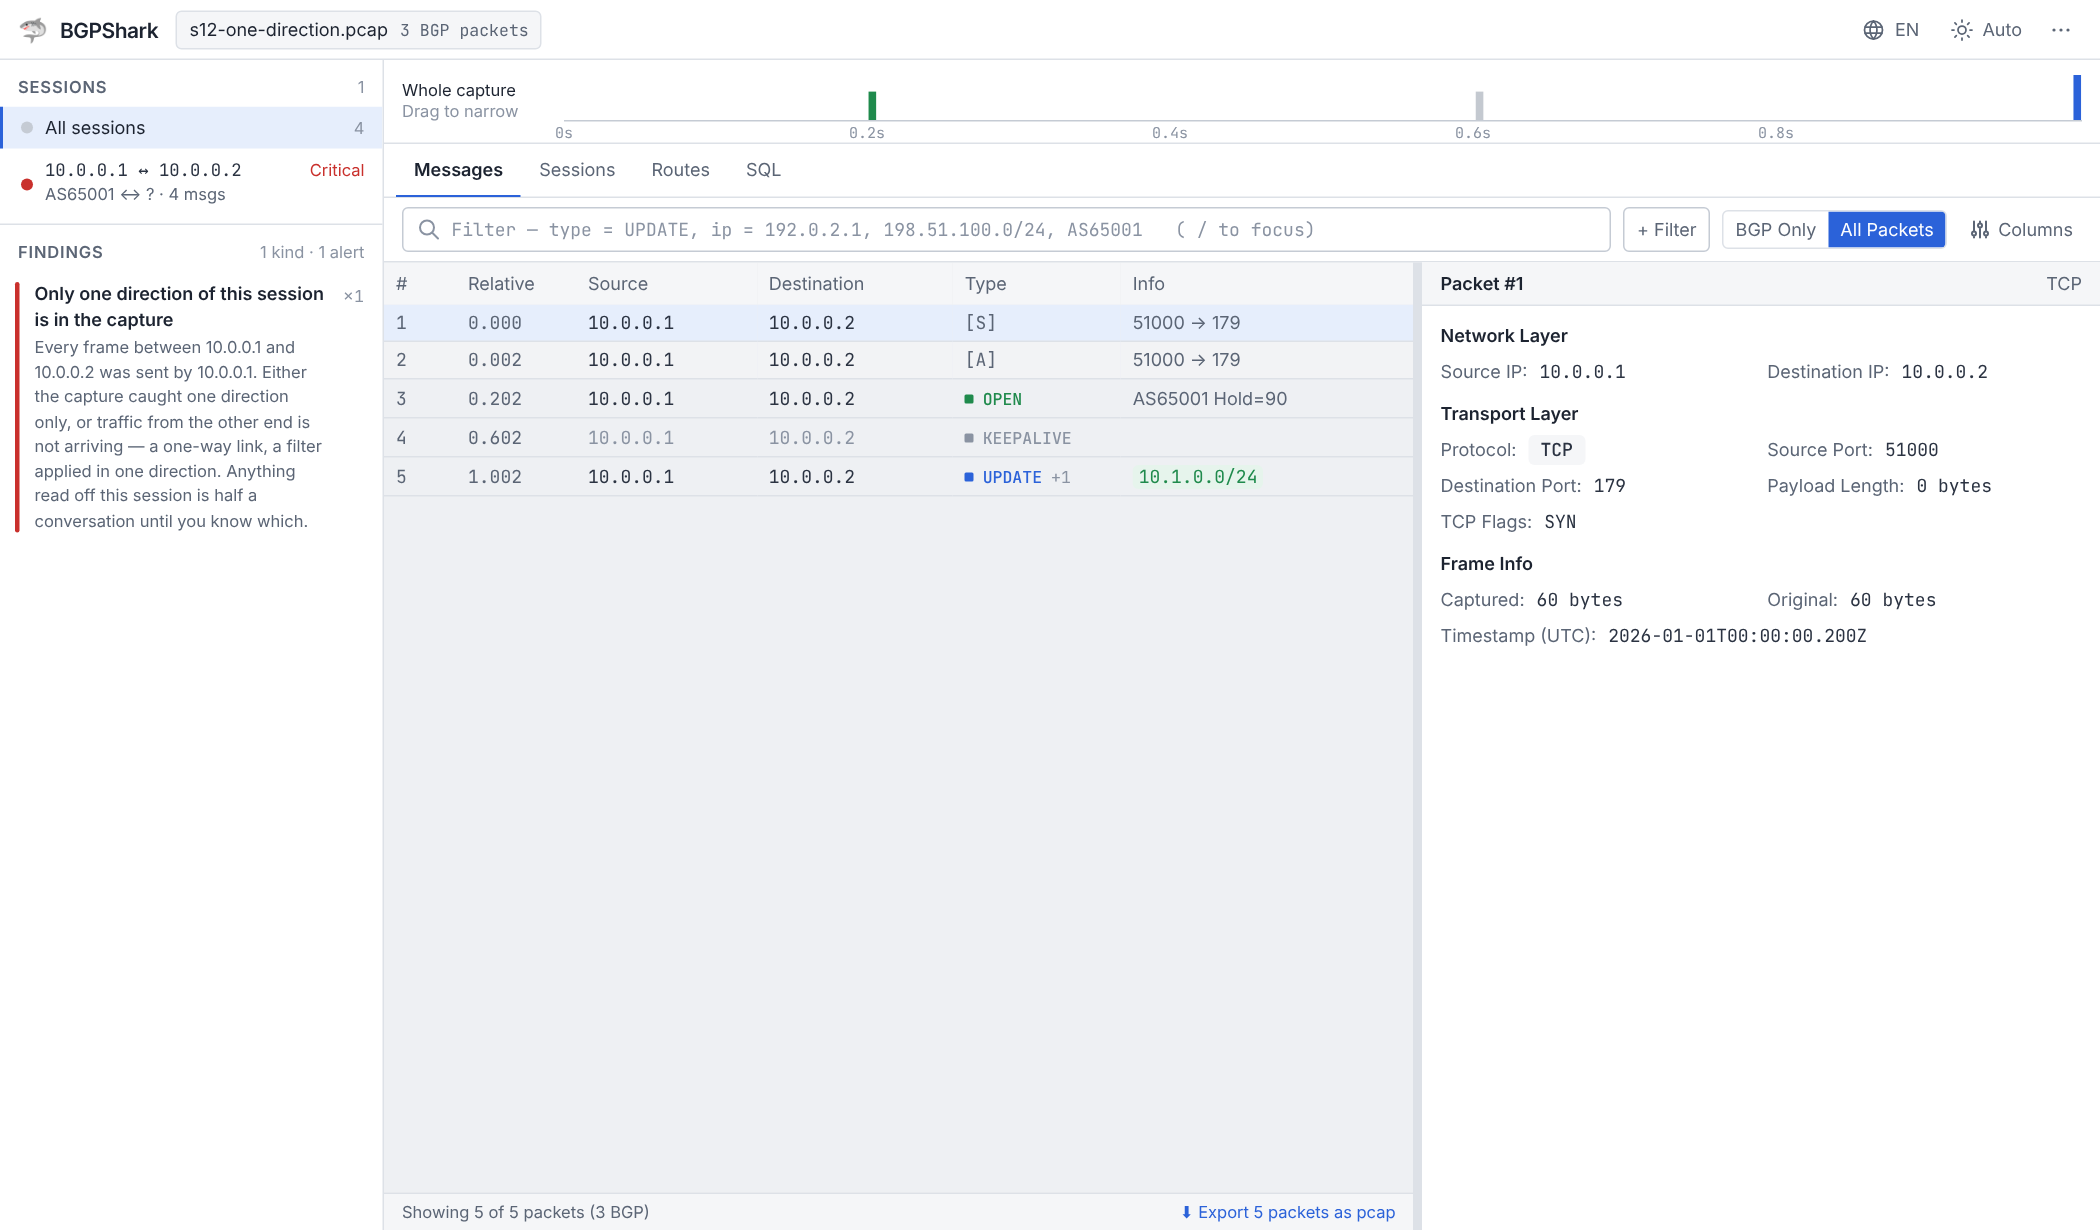 BGPShark s12-one-direction.pcap 3 BGP packets EN Auto ···
SESSIONS 1
All sessions 4
10.0.0.1 ↔ 10.0.0.2 Critical
AS65001 ↔ ? · 4 msgs
FINDINGS 1 kind · 1 alert
Only one direction of this session ×1
is in the capture
Every frame between 10.0.0.1 and
10.0.0.2 was sent by 10.0.0.1. Either
the capture caught one direction
only, or traffic from the other end is
not arriving — a one-way link, a filter
applied in one direction. Anything
read off this session is half a
conversation until you know which.
Whole capture
Drag to narrow
0s 0.2s 0.4s 0.6s 0.8s
Messages Sessions Routes SQL
Filter — type = UPDATE, ip = 192.0.2.1, 198.51.100.0/24, AS65001 ( / to focus)
+ Filter BGP Only All Packets Columns
# Relative Source Destination Type Info
1 0.000 10.0.0.1 10.0.0.2 [S] 51000 → 179
2 0.002 10.0.0.1 10.0.0.2 [A] 51000 → 179
3 0.202 10.0.0.1 10.0.0.2 OPEN AS65001 Hold=90
4 0.602 10.0.0.1 10.0.0.2 KEEPALIVE
5 1.002 10.0.0.1 10.0.0.2 UPDATE +1 10.1.0.0/24
Showing 5 of 5 packets (3 BGP) ⬇ Export 5 packets as pcap
Packet #1 TCP
Network Layer
Source IP: 10.0.0.1 Destination IP: 10.0.0.2
Transport Layer
Protocol: TCP Source Port: 51000
Destination Port: 179 Payload Length: 0 bytes
TCP Flags: SYN
Frame Info
Captured: 60 bytes Original: 60 bytes
Timestamp (UTC): 2026-01-01T00:00:00.200Z